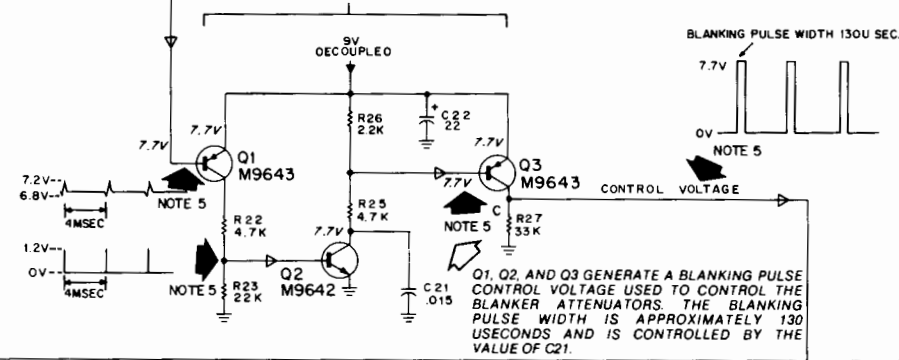 BLANKING PULSE WIDTH 130U SEC.
9V
DECOUPLED
7.7V
0V
NOTE 5
R26
2.2K
+
C22
22
7.7V
7.7V
Q1
M9643
7.7V
7.7V
Q3
M9643
C
NOTE 5
CONTROL VOLTAGE
R27
33K
7.2V
6.8V
4MSEC
NOTE 5
R22
4.7K
R25
4.7K
7.7V
1.2V
0V
4MSEC
NOTE 5
R23
22K
Q2
M9642
C21
.015
Q1, Q2, AND Q3 GENERATE A BLANKING PULSE
CONTROL VOLTAGE USED TO CONTROL THE
BLANKER ATTENUATORS. THE BLANKING
PULSE WIDTH IS APPROXIMATELY 130
USECONDS AND IS CONTROLLED BY THE
VALUE OF C21.